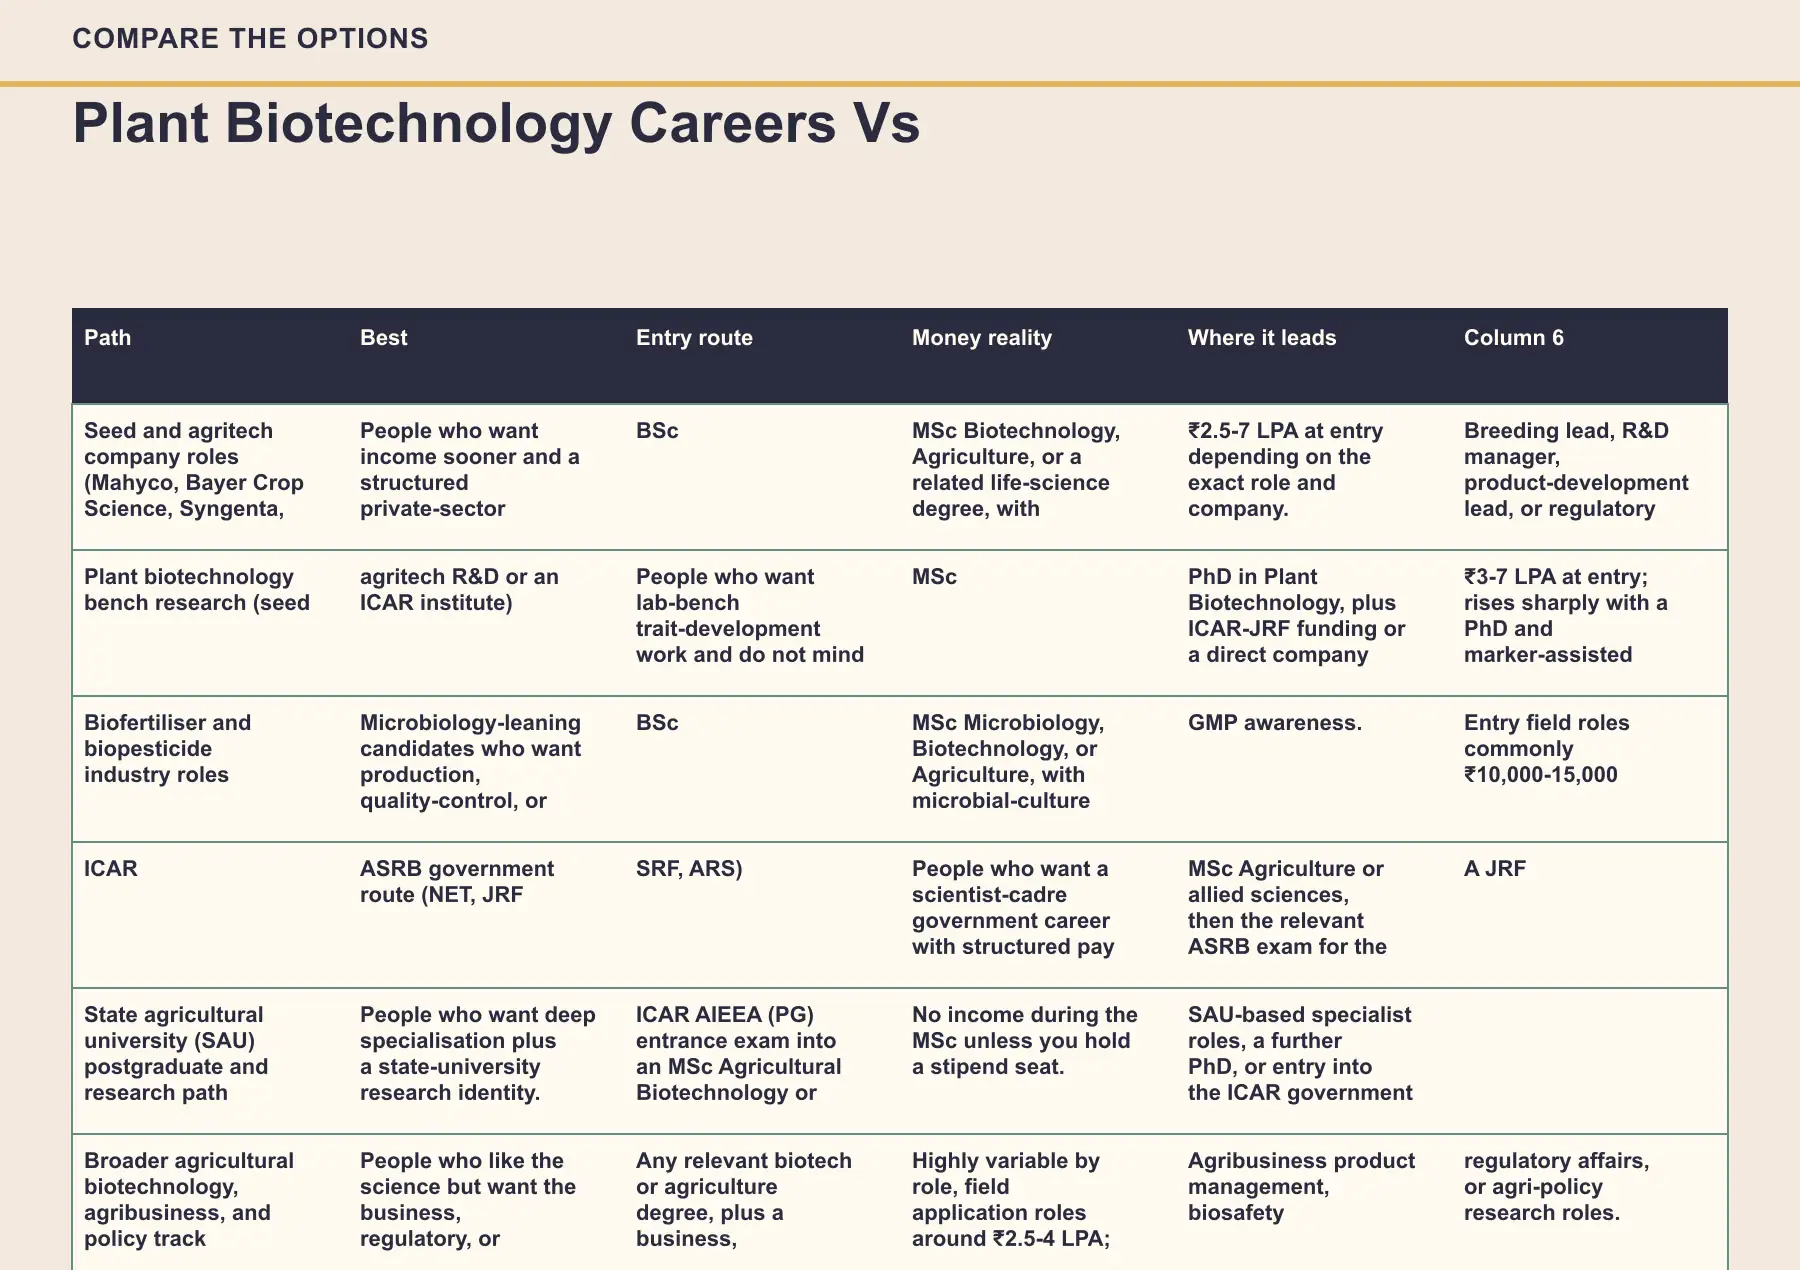 COMPARE THE OPTIONS
Plant Biotechnology Careers Vs
Path
Best
Entry route
Money reality
Where it leads
Column 6
Seed and agritech
company roles
(Mahyco, Bayer Crop
Science, Syngenta,
People who want
income sooner and a
structured
private-sector
BSc
MSc Biotechnology,
Agriculture, or a
related life-science
degree, with
₹2.5-7 LPA at entry
depending on the
exact role and
company.
Breeding lead, R&D
manager,
product-development
lead, or regulatory
Plant biotechnology
bench research (seed
agritech R&D or an
ICAR institute)
People who want
lab-bench
trait-development
work and do not mind
MSc
PhD in Plant
Biotechnology, plus
ICAR-JRF funding or
a direct company
₹3-7 LPA at entry;
rises sharply with a
PhD and
marker-assisted
Biofertiliser and
biopesticide
industry roles
Microbiology-leaning
candidates who want
production,
quality-control, or
BSc
MSc Microbiology,
Biotechnology, or
Agriculture, with
microbial-culture
GMP awareness.
Entry field roles
commonly
₹10,000-15,000
ICAR
ASRB government
route (NET, JRF
SRF, ARS)
People who want a
scientist-cadre
government career
with structured pay
MSc Agriculture or
allied sciences,
then the relevant
ASRB exam for the
A JRF
State agricultural
university (SAU)
postgraduate and
research path
People who want deep
specialisation plus
a state-university
research identity.
ICAR AIEEA (PG)
entrance exam into
an MSc Agricultural
Biotechnology or
No income during the
MSc unless you hold
a stipend seat.
SAU-based specialist
roles, a further
PhD, or entry into
the ICAR government
Broader agricultural
biotechnology,
agribusiness, and
policy track
People who like the
science but want the
business,
regulatory, or
Any relevant biotech
or agriculture
degree, plus a
business,
Highly variable by
role, field
application roles
around ₹2.5-4 LPA;
Agribusiness product
management,
biosafety
regulatory affairs,
or agri-policy
research roles.